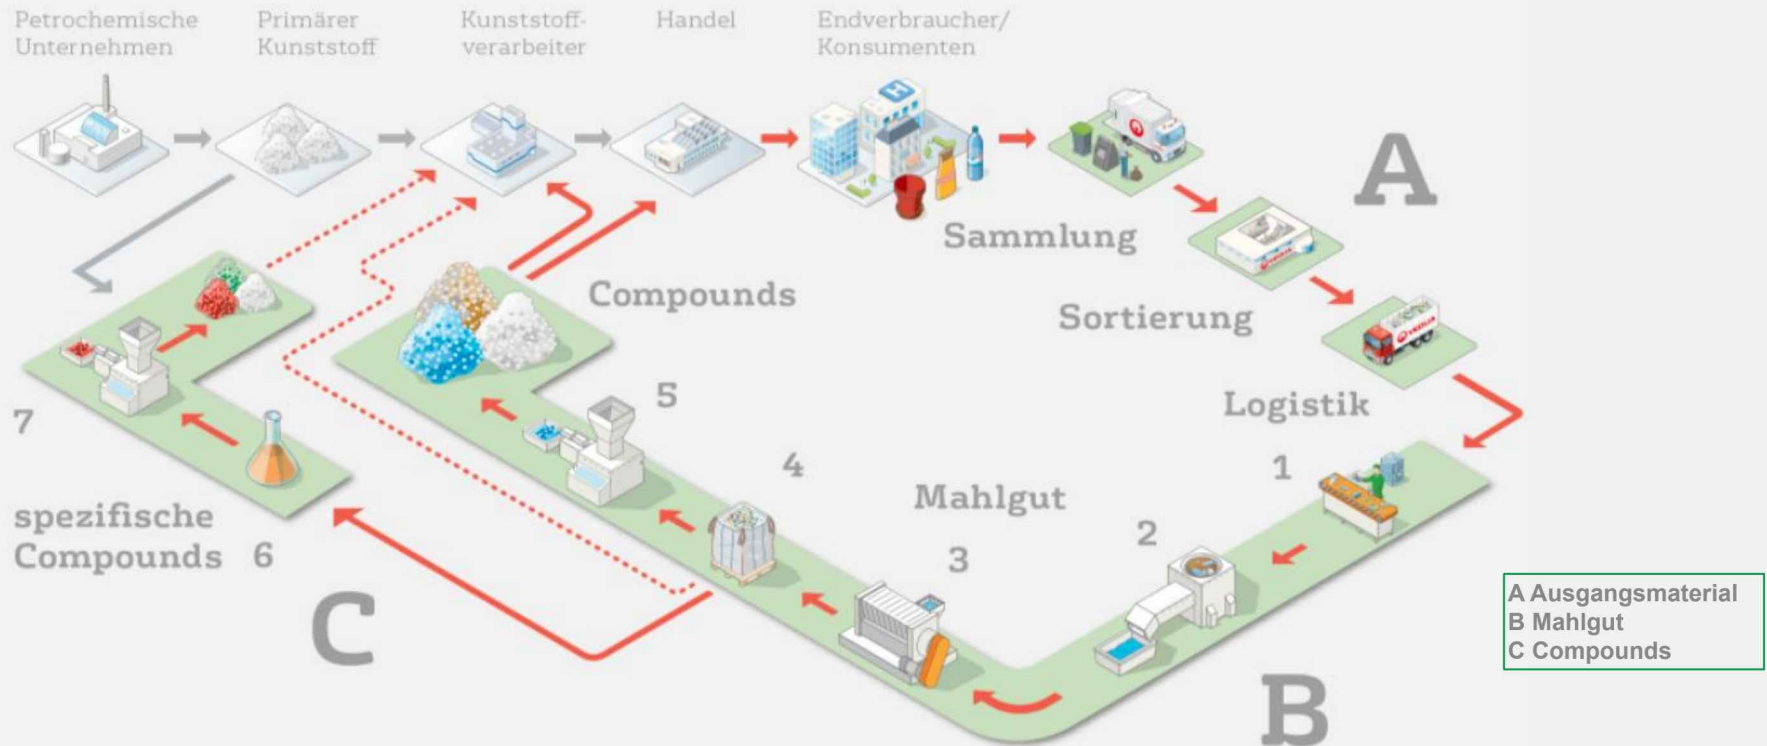 Petrochemische
Unternehmen
Primärer
Kunststoff
Kunststoff-
verarbeiter
Handel
Endverbraucher/
Konsumenten
H
A
Sammlung
Sortierung
VEOLIA
Logistik
Compounds
5
4
Mahlgut
3
2
1
7
spezifische
Compounds 6
C
B
A Ausgangsmaterial
B Mahlgut
C Compounds